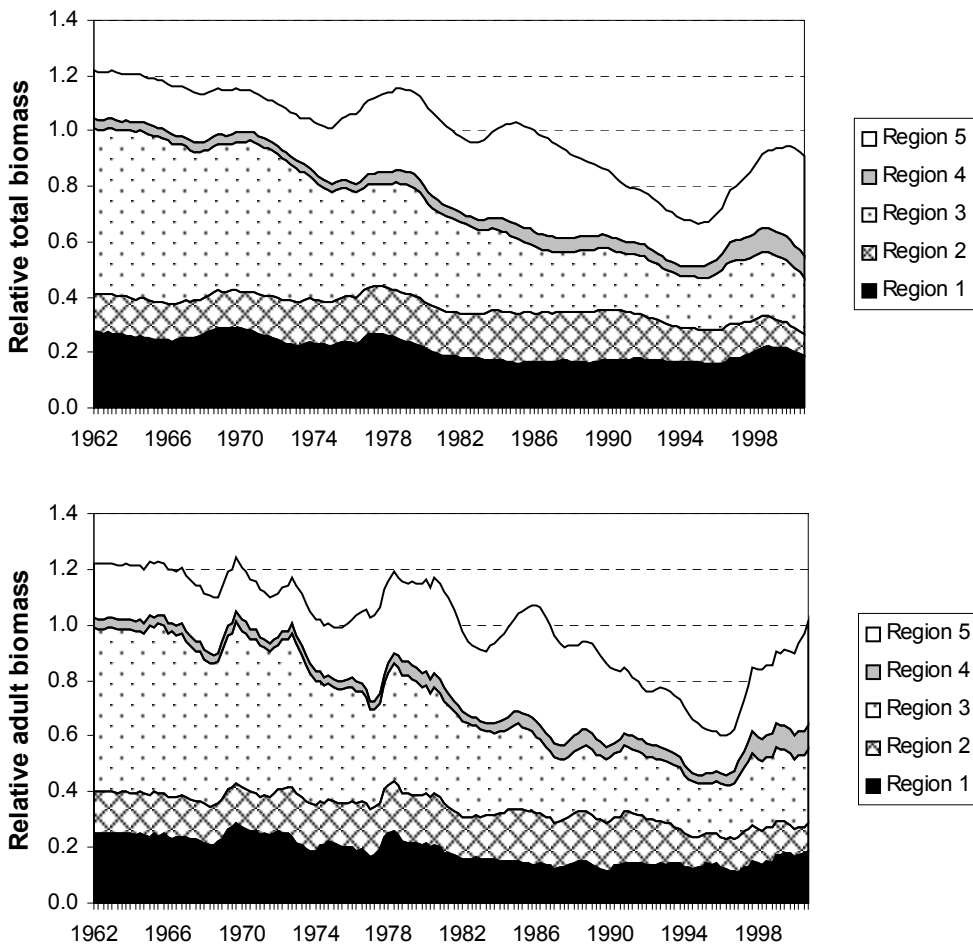 Relative total biomass
1.4
1.2
1.0
0.8
0.6
0.4
0.2
0.0
1962 1966 1970 1974 1978 1982 1986 1990 1994 1998
Region 5
Region 4
Region 3
Region 2
Region 1
Relative adult biomass
1.4
1.2
1.0
0.8
0.6
0.4
0.2
0.0
1962 1966 1970 1974 1978 1982 1986 1990 1994 1998
Region 5
Region 4
Region 3
Region 2
Region 1